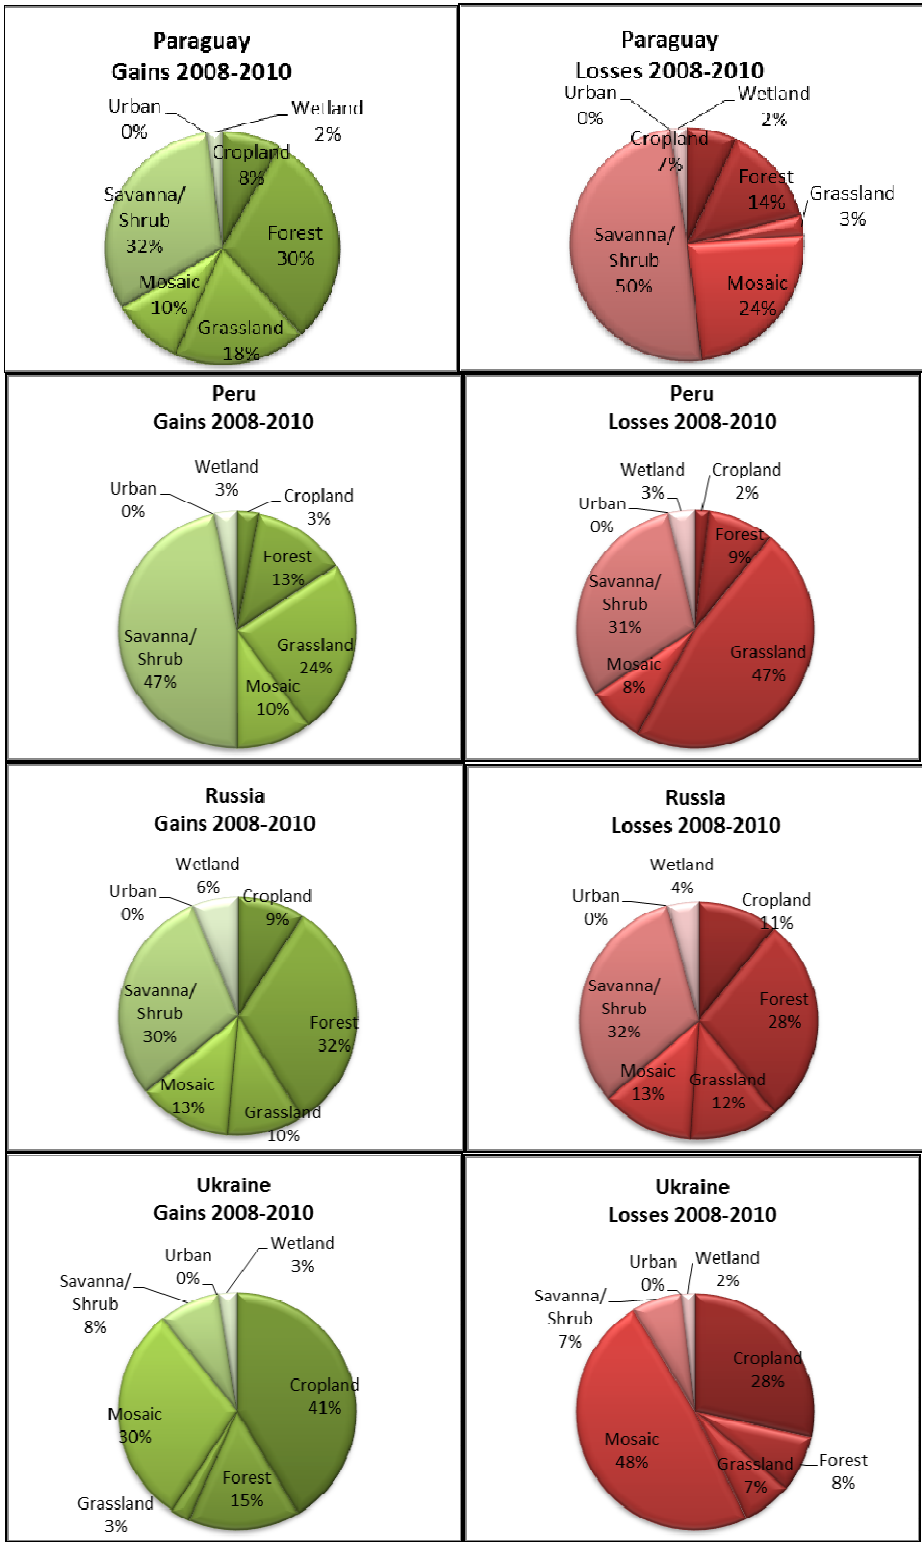 Paraguay
Gains 2008-2010
Urban
0%
Wetland
2%
Cropland
8%
Savanna/
Shrub
32%
Forest
30%
Mosaic
10%
Grassland
18%
Paraguay
Losses 2008-2010
Urban
0%
Wetland
2%
Cropland
7%
Forest
14%
Grassland
3%
Savanna/
Shrub
50%
Mosaic
24%
Peru
Gains 2008-2010
Wetland
3%
Urban
0%
Cropland
3%
Forest
13%
Savanna/
Shrub
47%
Grassland
24%
Mosaic
10%
Peru
Losses 2008-2010
Wetland
3%
Cropland
2%
Urban
0%
Forest
9%
Savanna/
Shrub
31%
Grassland
47%
Mosaic
8%
Russia
Gains 2008-2010
Wetland
6%
Urban
0%
Cropland
9%
Savanna/
Shrub
30%
Forest
32%
Mosaic
13%
Grassland
10%
Russia
Losses 2008-2010
Wetland
4%
Urban
0%
Cropland
11%
Savanna/
Shrub
32%
Forest
28%
Mosaic
13%
Grassland
12%
Ukraine
Gains 2008-2010
Urban
0%
Wetland
3%
Savanna/
Shrub
8%
Cropland
41%
Mosaic
30%
Forest
15%
Grassland
3%
Ukraine
Losses 2008-2010
Urban
0%
Wetland
2%
Savanna/
Shrub
7%
Cropland
28%
Mosaic
48%
Grassland
7%
Forest
8%